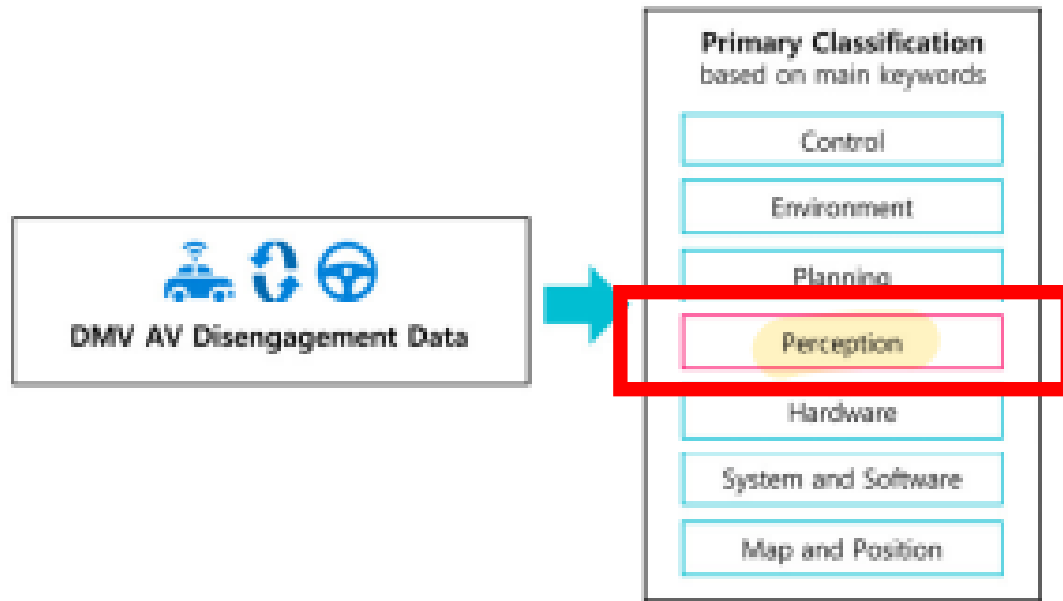 Primary Classification
based on main keywords
Control
Environment
Planning
Perception
Hardware
System and Software
Map and Position
DMV AV Disengagement Data